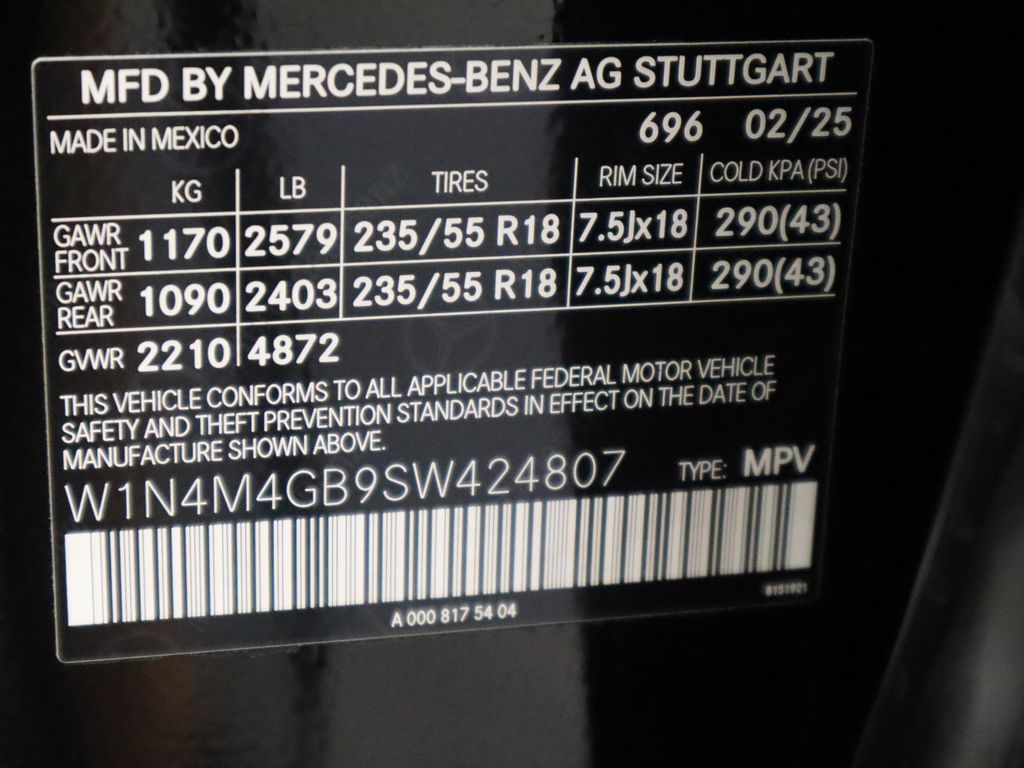 MFD BY MERCEDES-BENZ AG STUTTGART
MADE IN MEXICO 696 02/25
KG LB TIRES RIM SIZE COLD KPA (PSI)
GAWR FRONT 1170 2579 235/55 R18 7.5Jx18 290(43)
GAWR REAR 1090 2403 235/55 R18 7.5Jx18 290(43)
GVWR 2210 4872
THIS VEHICLE CONFORMS TO ALL APPLICABLE FEDERAL MOTOR VEHICLE
SAFETY AND THEFT PREVENTION STANDARDS IN EFFECT ON THE DATE OF
MANUFACTURE SHOWN ABOVE.
W1N4M4GB9SW424807 TYPE: MPV
A 000 817 54 04 8151921